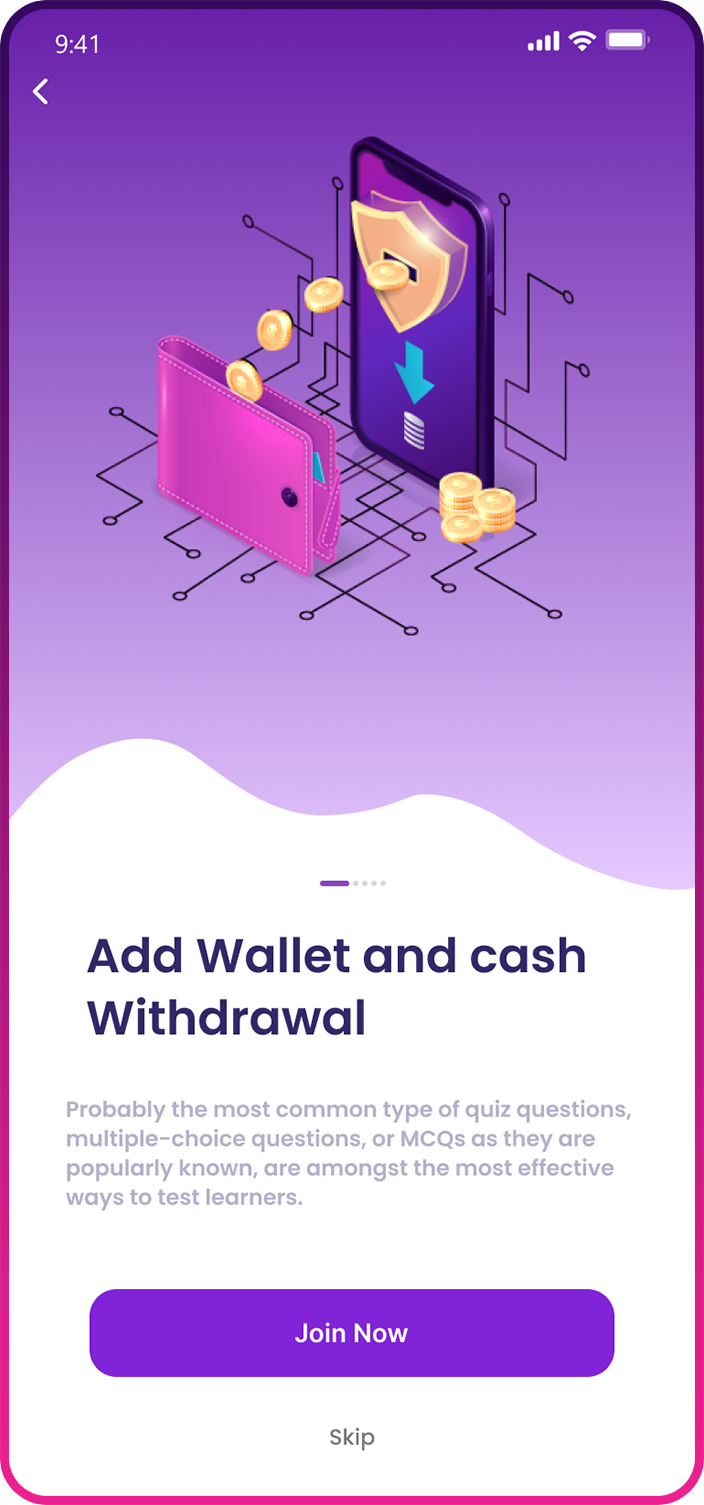 9:41
Add Wallet and cash
Withdrawal
Probably the most common type of quiz questions,
multiple-choice questions, or MCQs as they are
popularly known, are amongst the most effective
ways to test learners.
Join Now
Skip